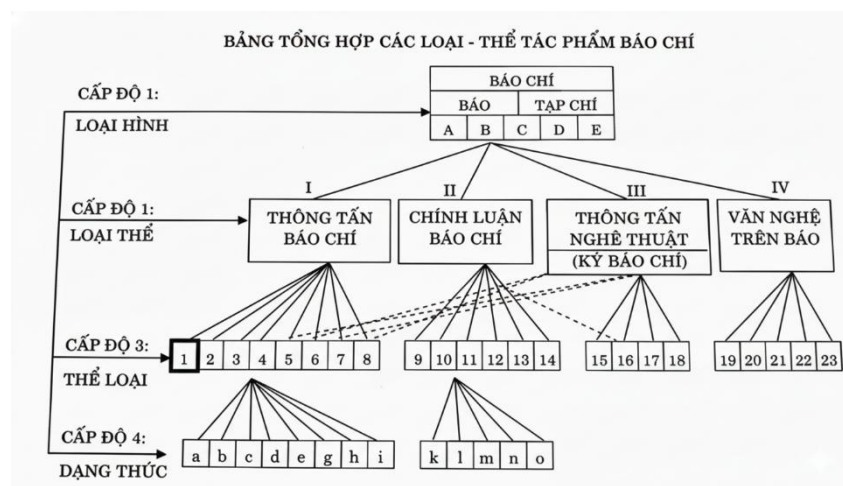 BẢNG TỔNG HỢP CÁC LOẠI - THỂ TÁC PHẨM BÁO CHÍ
CẤP ĐỘ 1:
LOẠI HÌNH
BÁO CHÍ
BÁO TẠP CHÍ
A B C D E
I II III IV
CẤP ĐỘ 1:
LOẠI THỂ
THÔNG TẤN
BÁO CHÍ
CHÍNH LUẬN
BÁO CHÍ
THÔNG TẤN
NGHÊ THUẬT
(KÝ BÁO CHÍ)
VĂN NGHỆ
TRÊN BÁO
CẤP ĐỘ 3:
THỂ LOẠI
1 2 3 4 5 6 7 8
9 10 11 12 13 14
15 16 17 18
19 20 21 22 23
CẤP ĐỘ 4:
DẠNG THỨC
a b c d e g h i
k l m n o